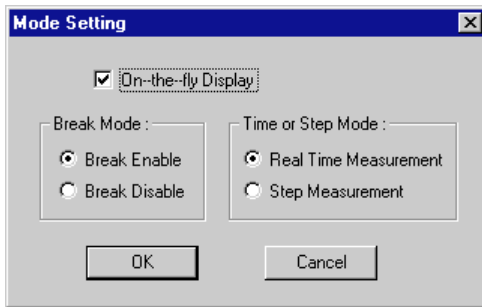 Mode Setting
On--the--fly Display
Break Mode :
Break Enable
Break Disable
Time or Step Mode :
Real Time Measurement
Step Measurement
OK
Cancel